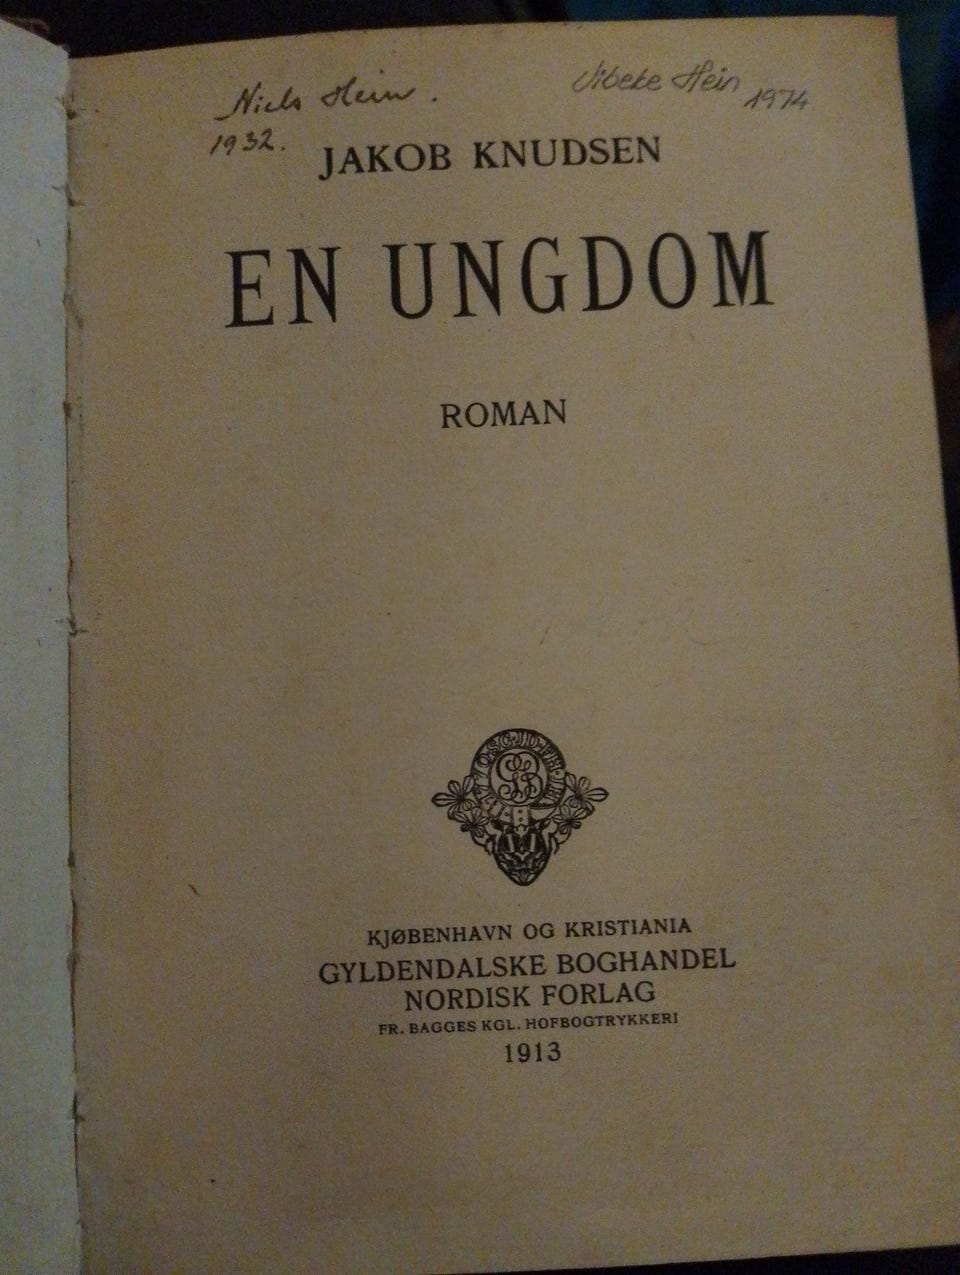 Niels Hein.
1932.
Vibeke Hein
1974
JAKOB KNUDSEN
EN UNGDOM
ROMAN
KJØBENHAVN OG KRISTIANIA
GYLDENDALSKE BOGHANDEL
NORDISK FORLAG
FR. BAGGES KGL. HOFBOGTRYKKERI
1913